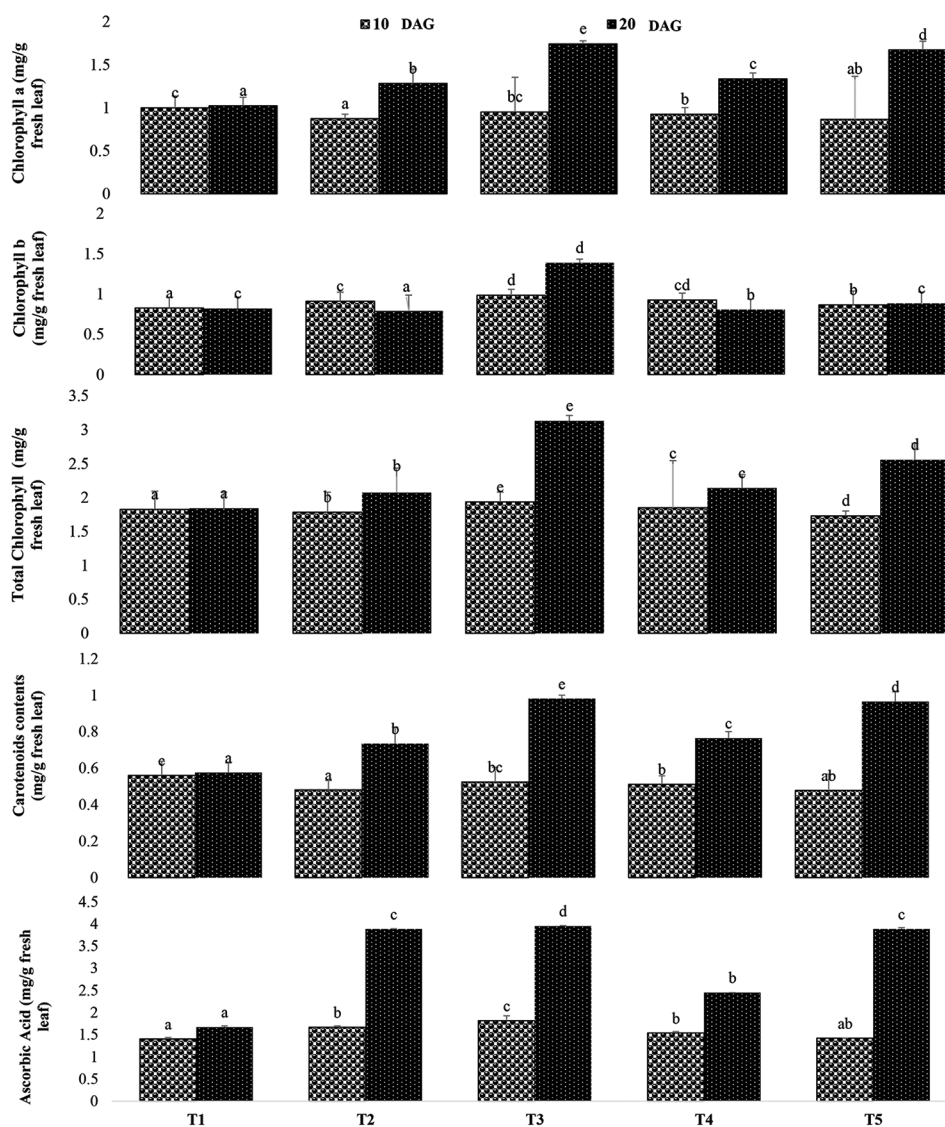 10 DAG 20 DAG
Chlorophyll a (mg/g
fresh leaf)
2
1.5
1
0.5
0
c a a b bc e b c ab d
Chlorophyll b
(mg/g fresh leaf)
2
1.5
1
0.5
0
a c c a d d cd b b c
Total Chlorophyll (mg/g
fresh leaf)
3.5
3
2.5
2
1.5
1
0.5
0
a a b b e e c c d d
Carotenoids contents
(mg/g fresh leaf)
1.2
1
0.8
0.6
0.4
0.2
0
e a a b bc e b c ab d
Ascorbic Acid (mg/g fresh
leaf)
4.5
4
3.5
3
2.5
2
1.5
1
0.5
0
a a b c c d b b ab c
T1 T2 T3 T4 T5